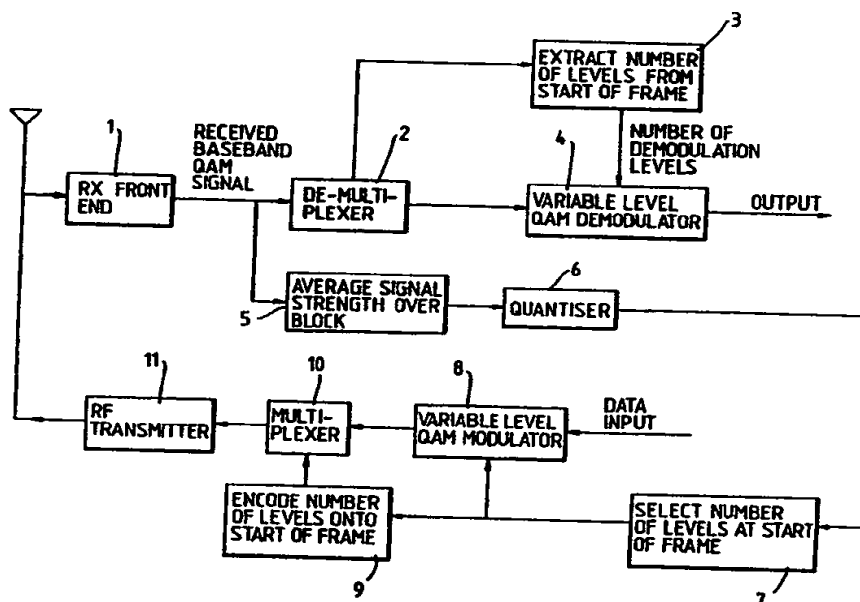 3
EXTRACT NUMBER
OF LEVELS FROM
START OF FRAME
1
RECEIVED
BASEBAND
QAM
SIGNAL
2
4
NUMBER OF
DEMODULATION
LEVELS
RX FRONT
END
DE-MULTI-
PLEXER
VARIABLE LEVEL
QAM DEMODULATOR
OUTPUT
6
5
AVERAGE SIGNAL
STRENGTH OVER
BLOCK
QUANTISER
11
10
8
DATA
INPUT
RF
TRANSMITTER
MULTI-
PLEXER
VARIABLE LEVEL
QAM MODULATOR
ENCODE NUMBER
OF LEVELS ONTO
START OF FRAME
SELECT NUMBER
OF LEVELS AT START
OF FRAME
9
7